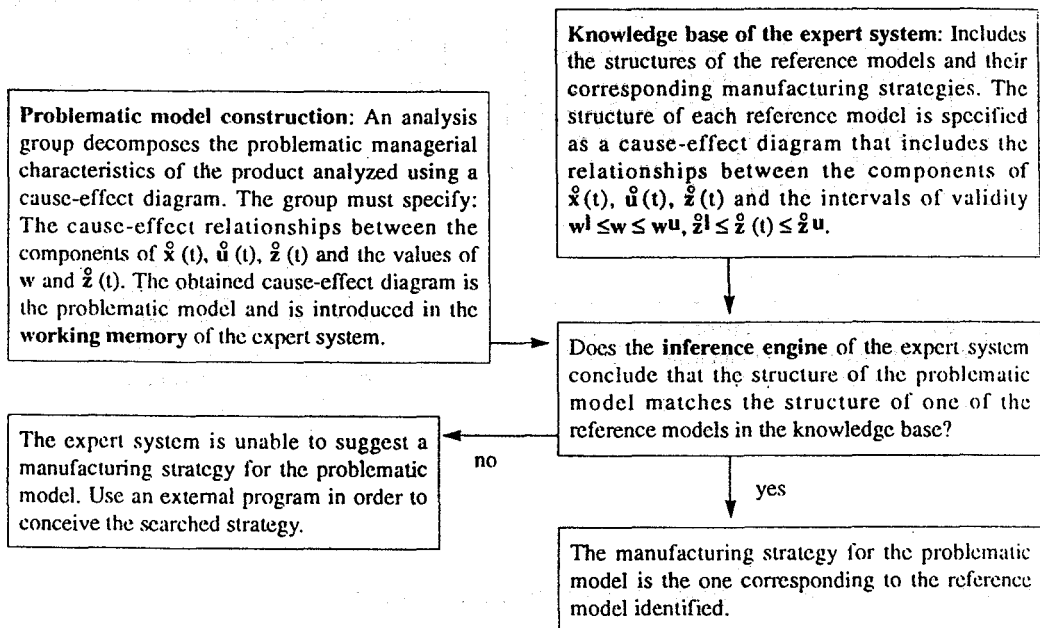 Knowledge base of the expert system: Includes
the structures of the reference models and their
corresponding manufacturing strategies. The
structure of each reference model is specified
as a cause-effect diagram that includes the
relationships between the components of
x̊(t), ů(t), z̊(t) and the intervals of validity
wl ≤w ≤ wu, z̊l ≤ z̊ (t) ≤ z̊u.
Problematic model construction: An analysis
group decomposes the problematic managerial
characteristics of the product analyzed using a
cause-effect diagram. The group must specify:
The cause-effect relationships between the
components of x̊ (t), ů (t), z̊ (t) and the values of
w and z̊ (t). The obtained cause-effect diagram is
the problematic model and is introduced in the
working memory of the expert system.
Does the inference engine of the expert system
conclude that the structure of the problematic
model matches the structure of one of the
reference models in the knowledge base?
no
The expert system is unable to suggest a
manufacturing strategy for the problematic
model. Use an external program in order to
conceive the searched strategy.
yes
The manufacturing strategy for the problematic
model is the one corresponding to the reference
model identified.